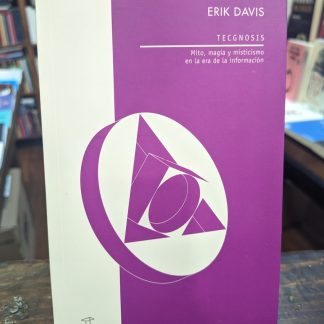 ERIK DAVIS
TECGNOSIS
Mito, magia y misticismo
en la era de la información